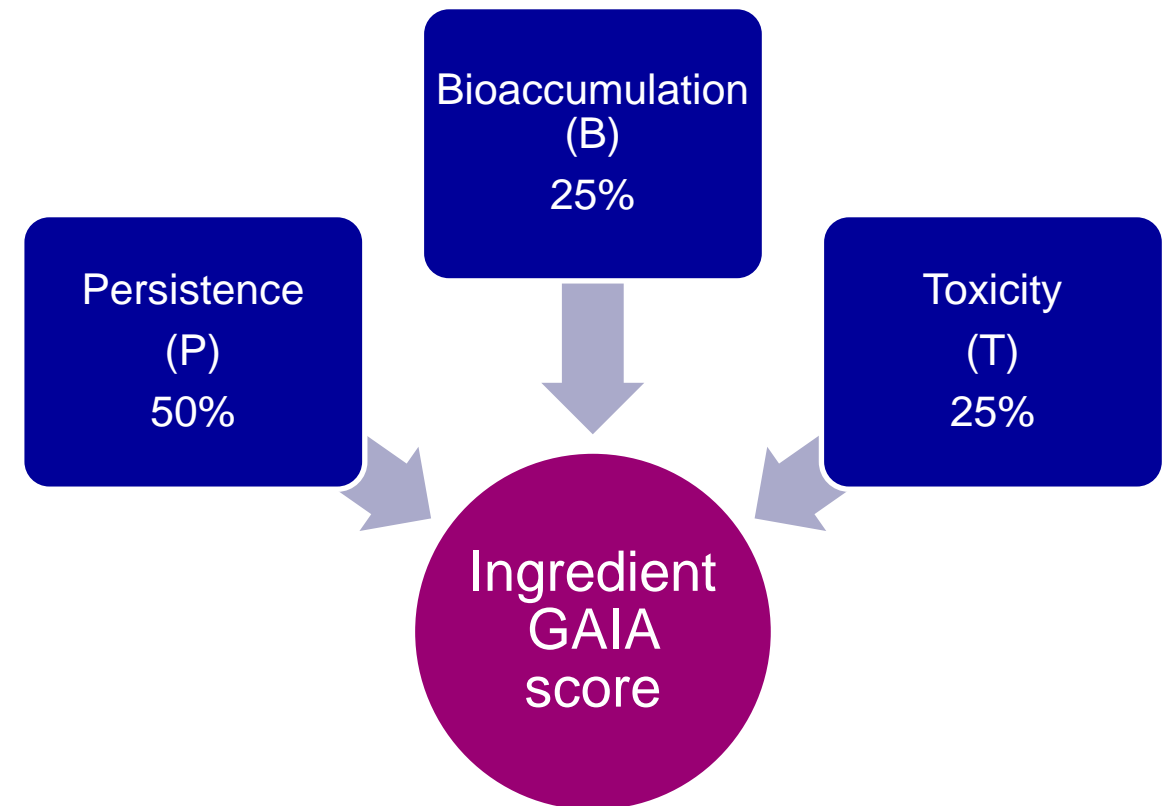 Bioaccumulation
(B)
25%
Persistence
(P)
50%
Toxicity
(T)
25%
Ingredient
GAIA
score